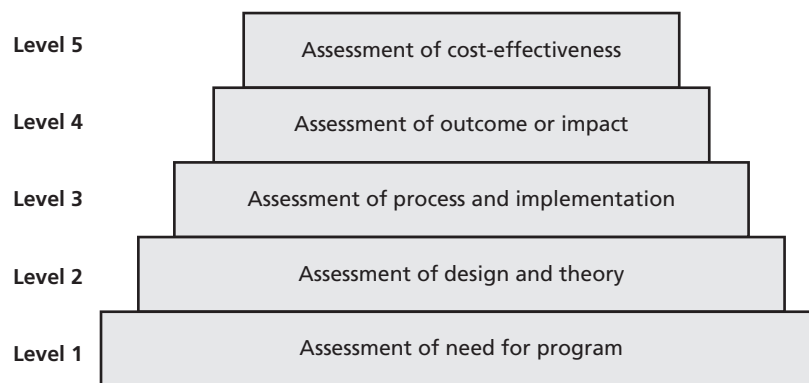 Level 5 Assessment of cost-effectiveness
Level 4 Assessment of outcome or impact
Level 3 Assessment of process and implementation
Level 2 Assessment of design and theory
Level 1 Assessment of need for program